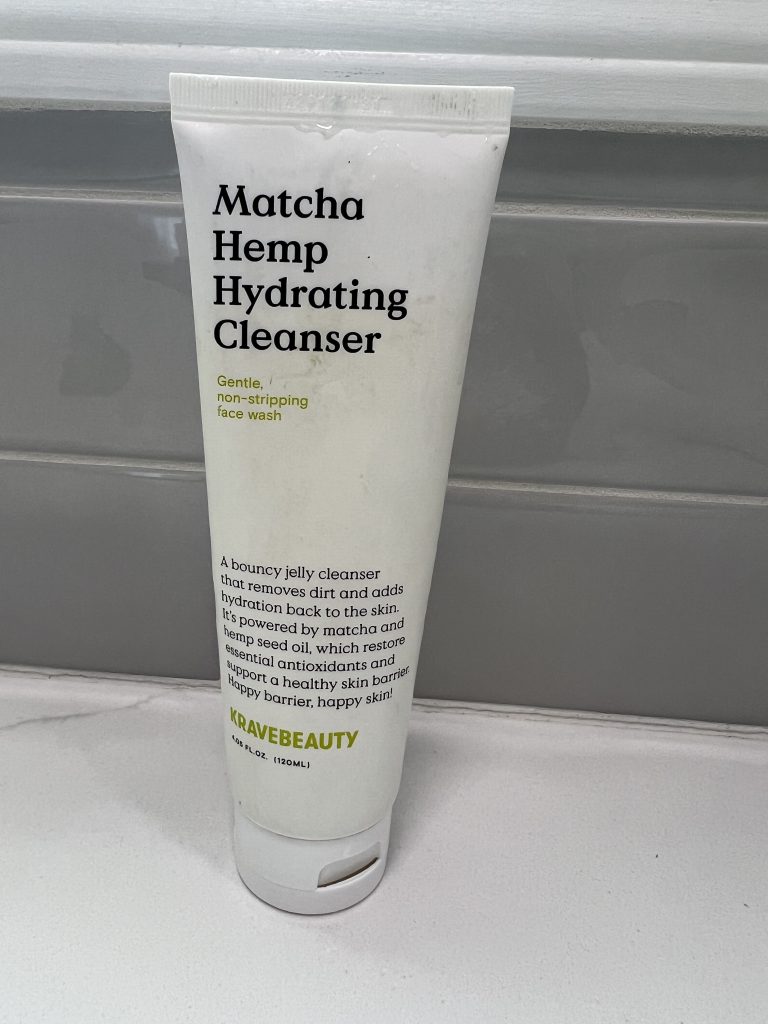 Matcha
Hemp
Hydrating
Cleanser
Gentle,
non-stripping
face wash
A bouncy jelly cleanser
that removes dirt and adds
hydration back to the skin.
It's powered by matcha and
hemp seed oil, which restore
essential antioxidants and
support a healthy skin barrier.
Happy barrier, happy skin!
KRAVEBEAUTY
4.05 FL.OZ. (120ML)